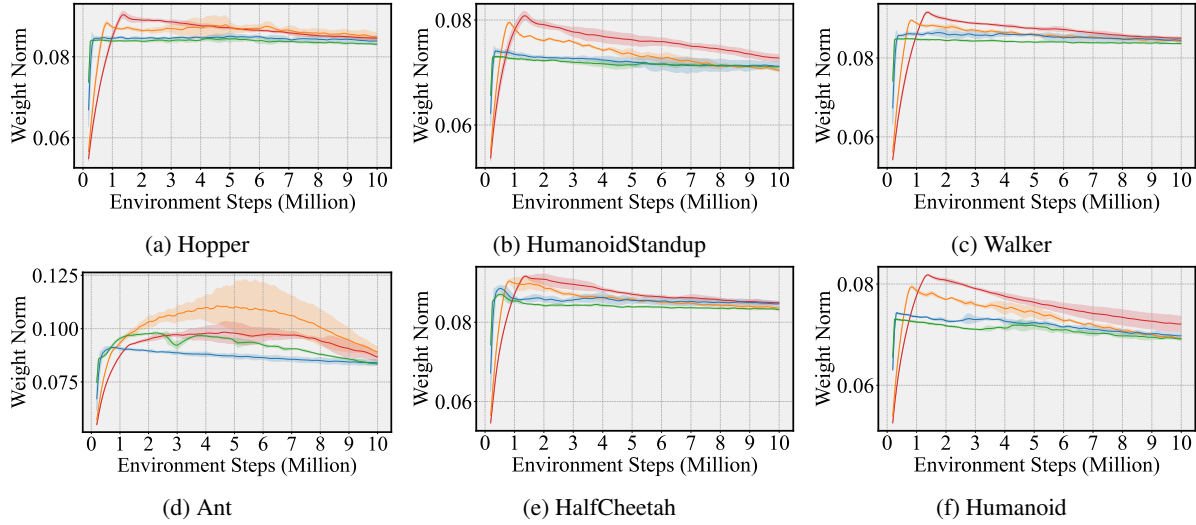 Weight Norm
0.08
0.06
0 1 2 3 4 5 6 7 8 9 10
Environment Steps (Million)
(a) Hopper
Weight Norm
0.08
0.06
0 1 2 3 4 5 6 7 8 9 10
Environment Steps (Million)
(b) HumanoidStandup
Weight Norm
0.08
0.06
0 1 2 3 4 5 6 7 8 9 10
Environment Steps (Million)
(c) Walker
Weight Norm
0.125
0.100
0.075
0 1 2 3 4 5 6 7 8 9 10
Environment Steps (Million)
(d) Ant
Weight Norm
0.08
0.06
0 1 2 3 4 5 6 7 8 9 10
Environment Steps (Million)
(e) HalfCheetah
Weight Norm
0.08
0.06
0 1 2 3 4 5 6 7 8 9 10
Environment Steps (Million)
(f) Humanoid